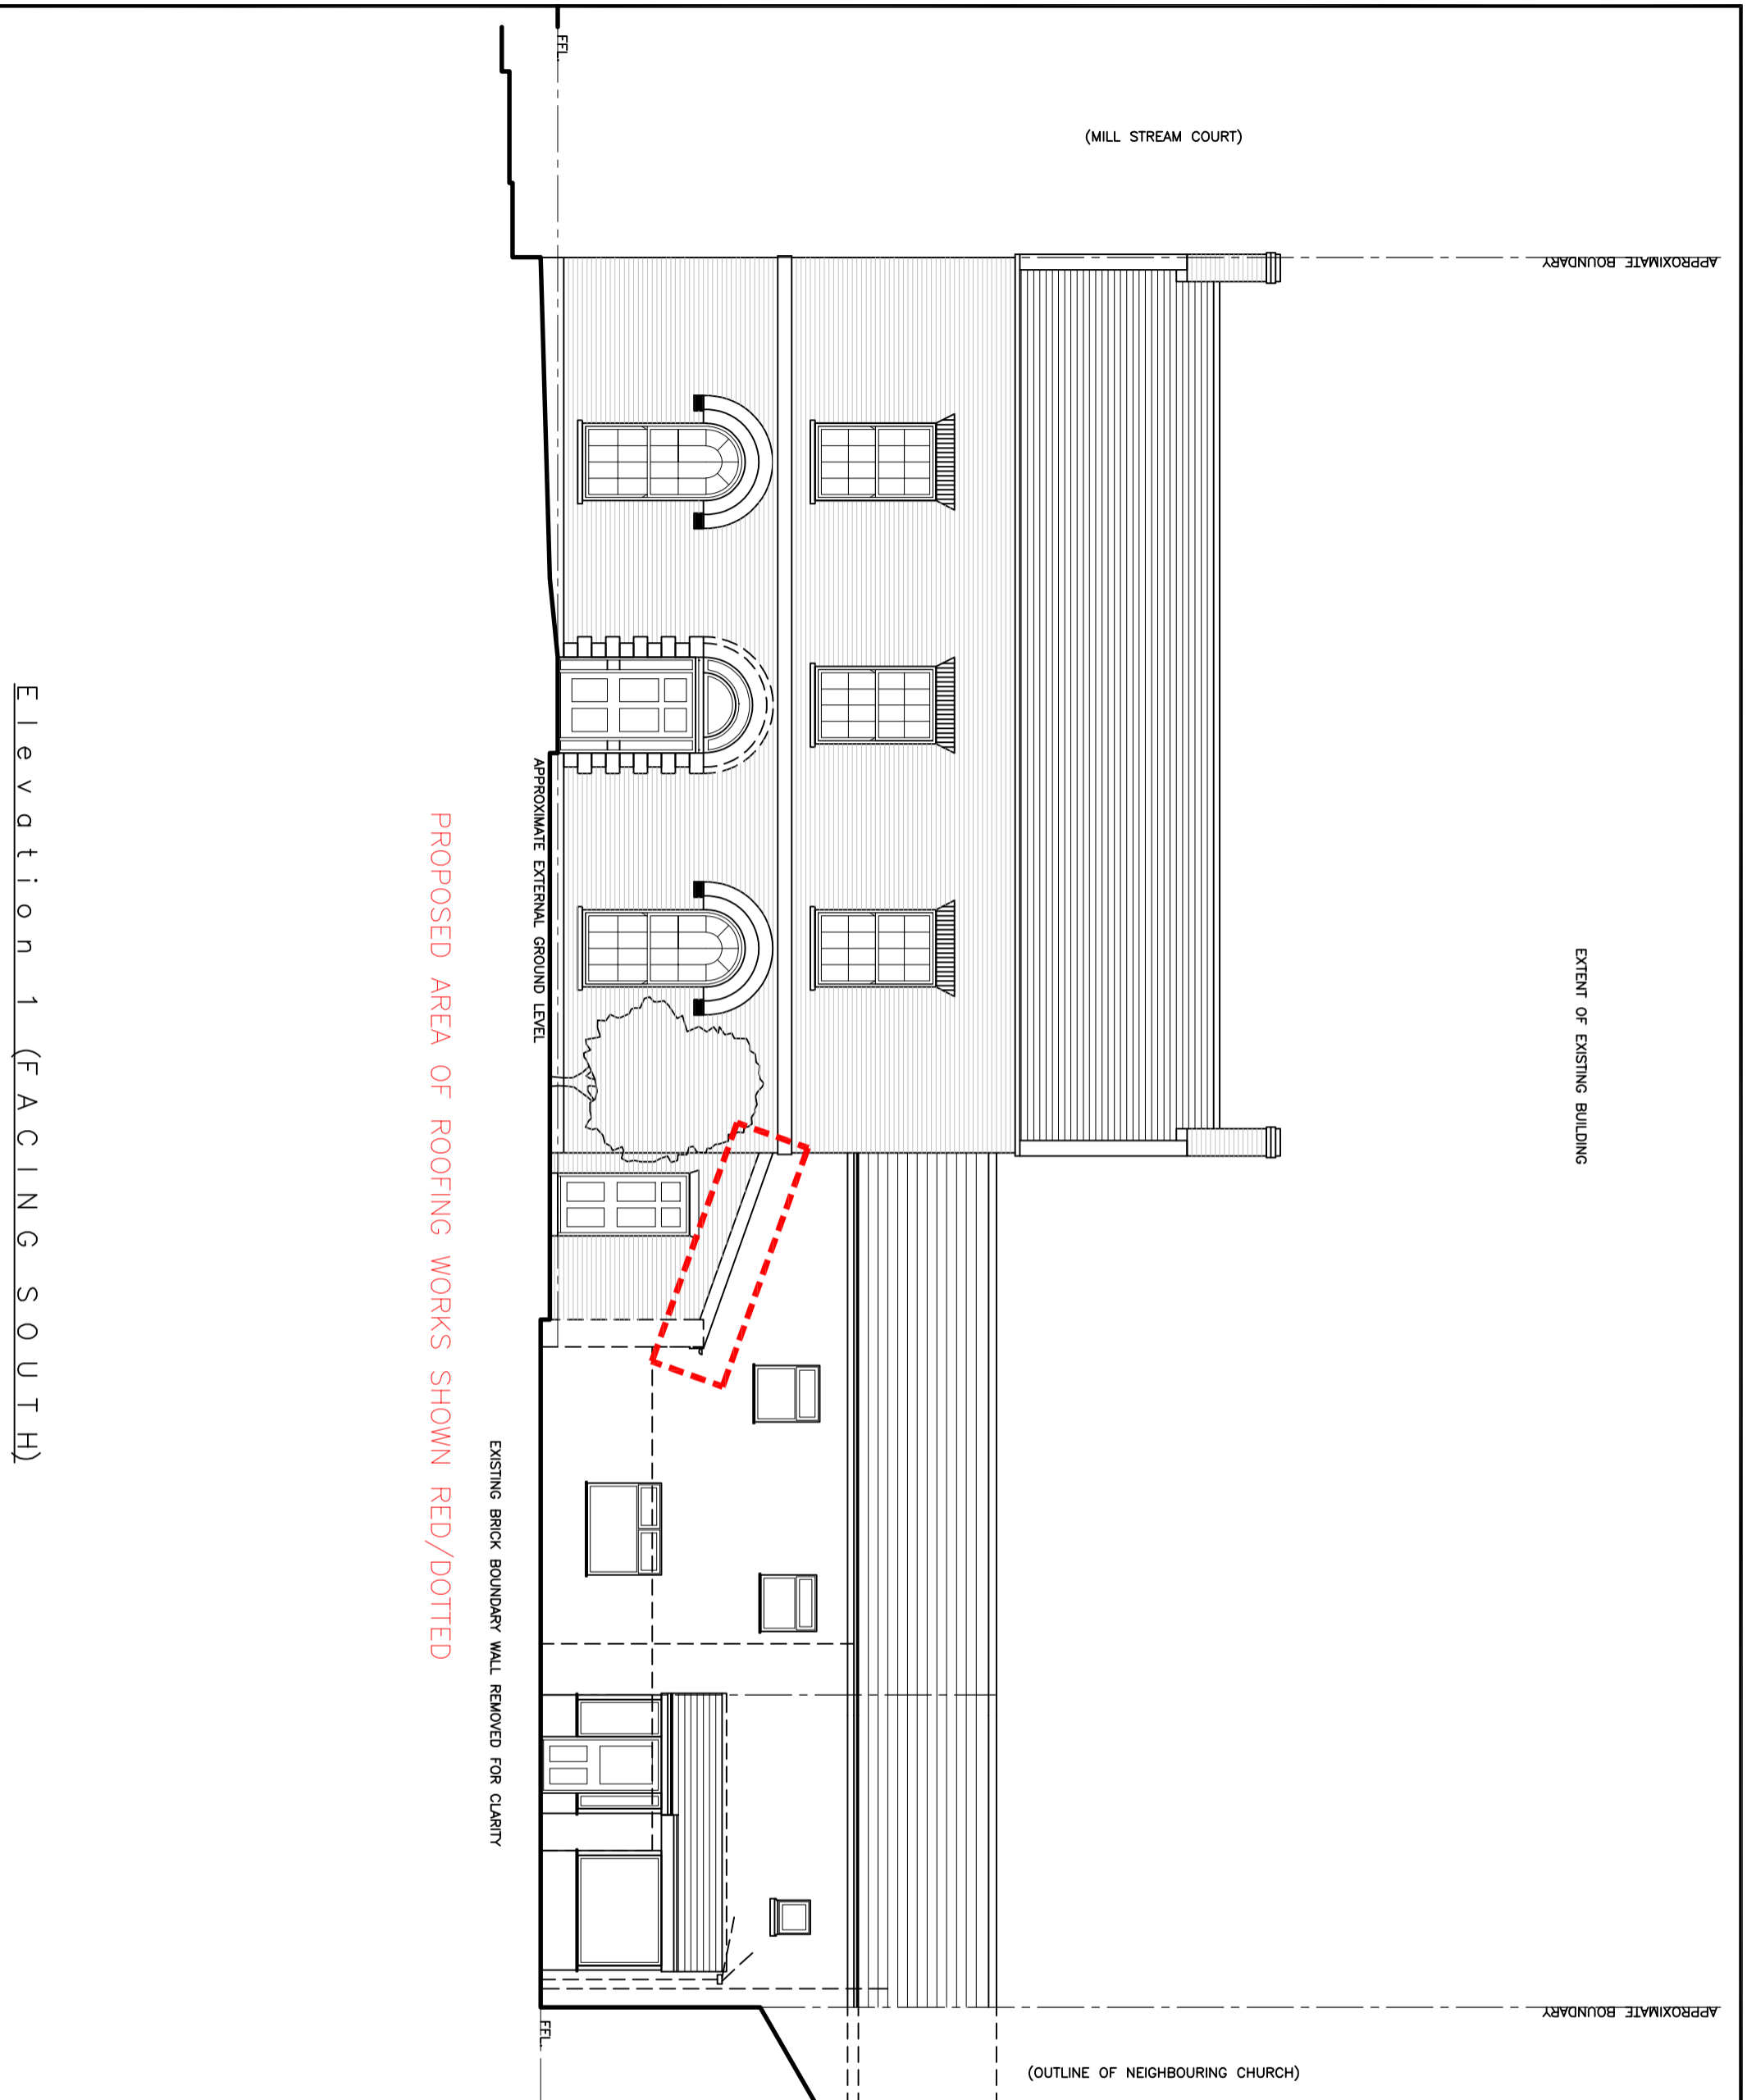 EXTENT OF EXISTING BUILDING
APPROXIMATE BOUNDARY
APPROXIMATE BOUNDARY
(MILL STREAM COURT)
(OUTLINE OF NEIGHBOURING CHURCH)
FFL
FFL
APPROXIMATE EXTERNAL GROUND LEVEL
EXISTING BRICK BOUNDARY WALL REMOVED FOR CLARITY
PROPOSED AREA OF ROOFING WORKS SHOWN RED/DOTTED
Elevation 1 (FACING SOUTH)